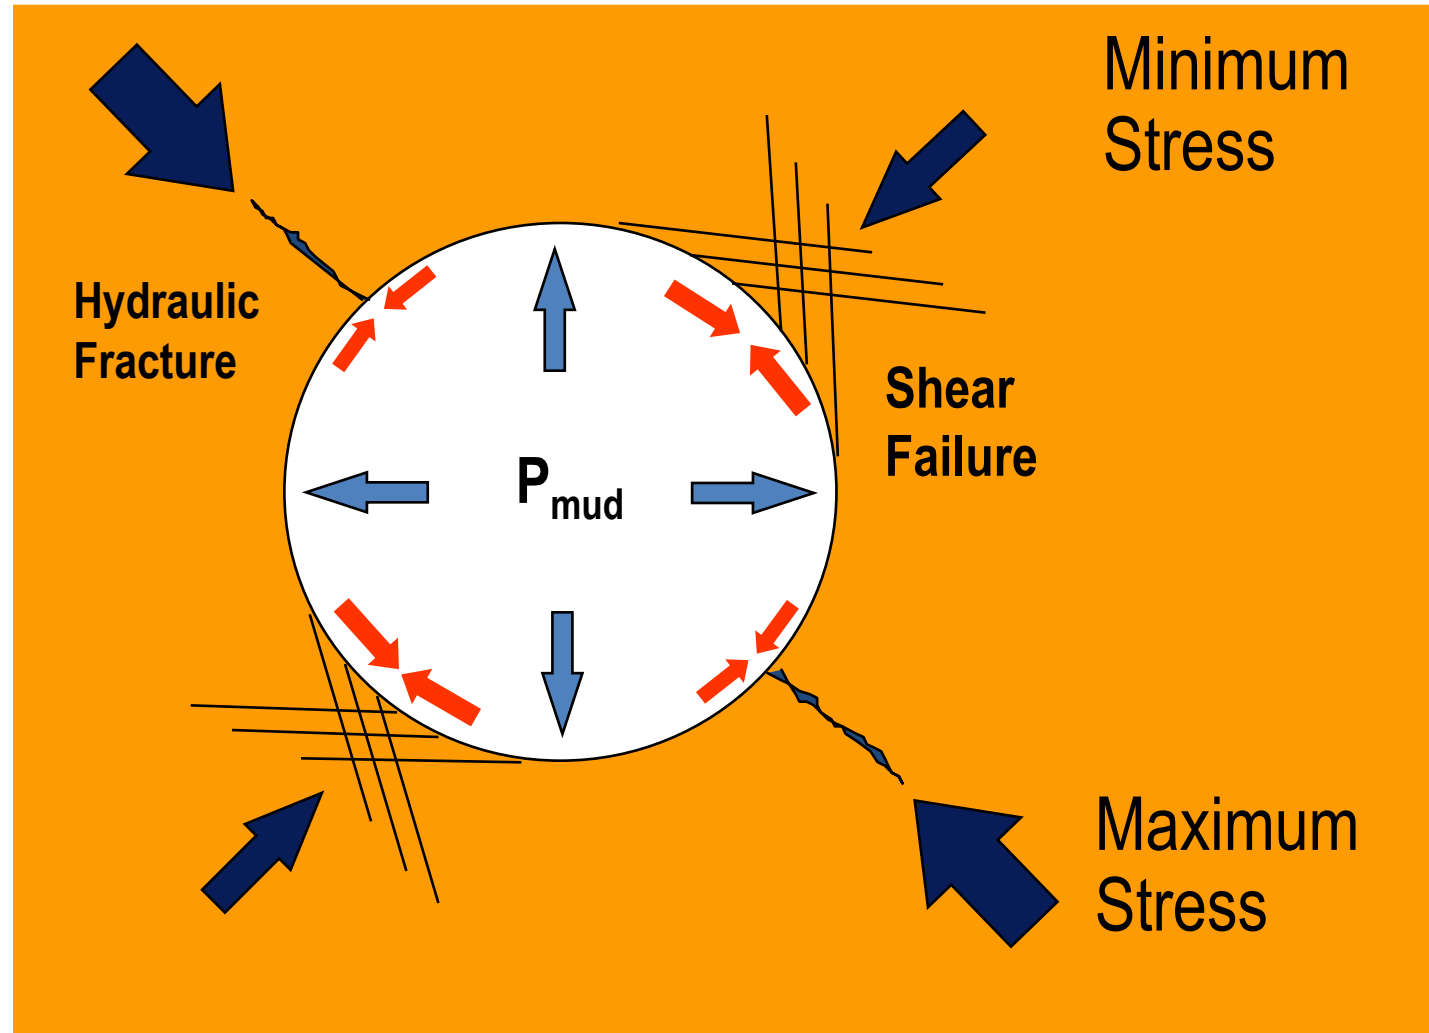 Minimum
Stress
Hydraulic
Fracture
Shear
Failure
Pmud
Maximum
Stress